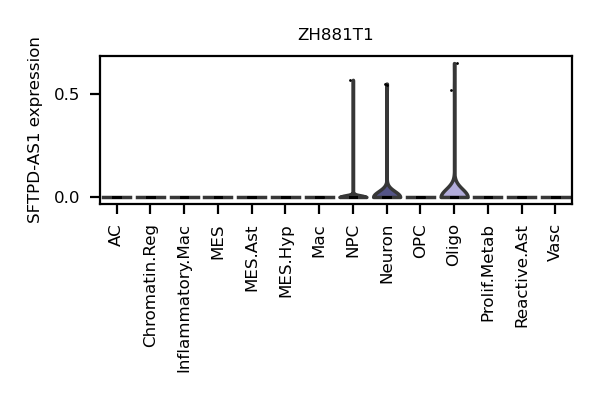 ZH881T1
SFTPD-AS1 expression
0.5
0.0
AC
Chromatin.Reg
Inflammatory.Mac
MES
MES.Ast
MES.Hyp
Mac
NPC
Neuron
OPC
Oligo
Prolif.Metab
Reactive.Ast
Vasc